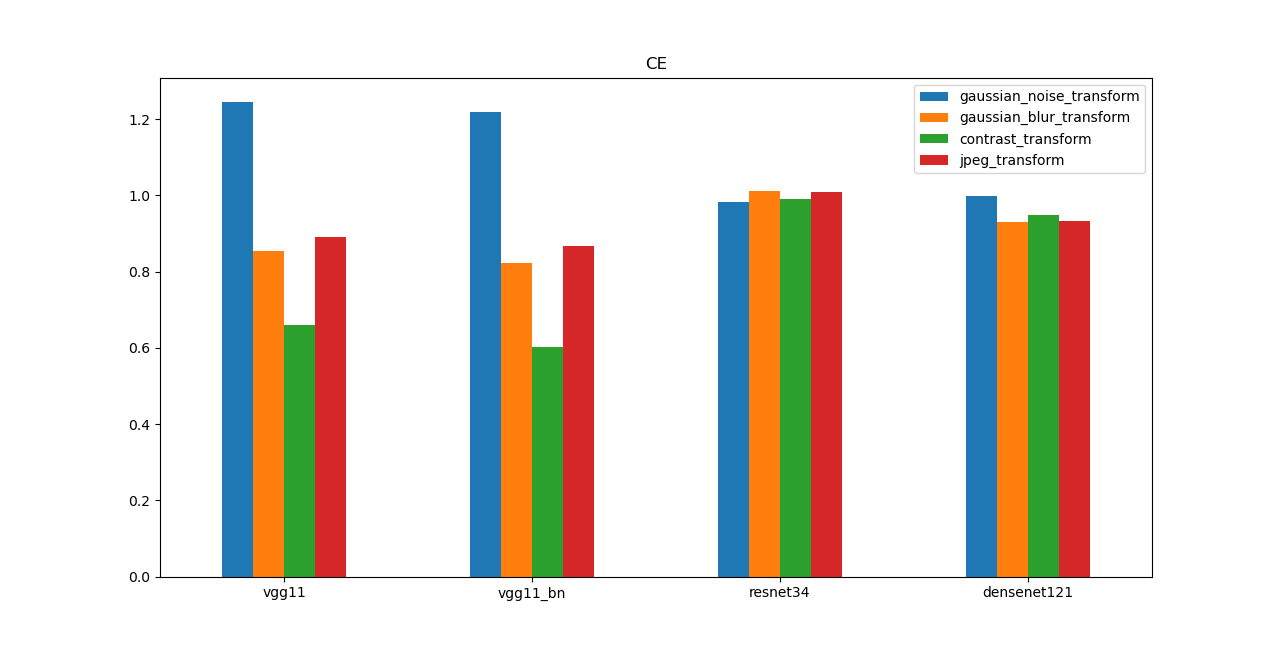 CE
gaussian_noise_transform
gaussian_blur_transform
contrast_transform
jpeg_transform
1.2
1.0
0.8
0.6
0.4
0.2
0.0
vgg11
vgg11_bn
resnet34
densenet121